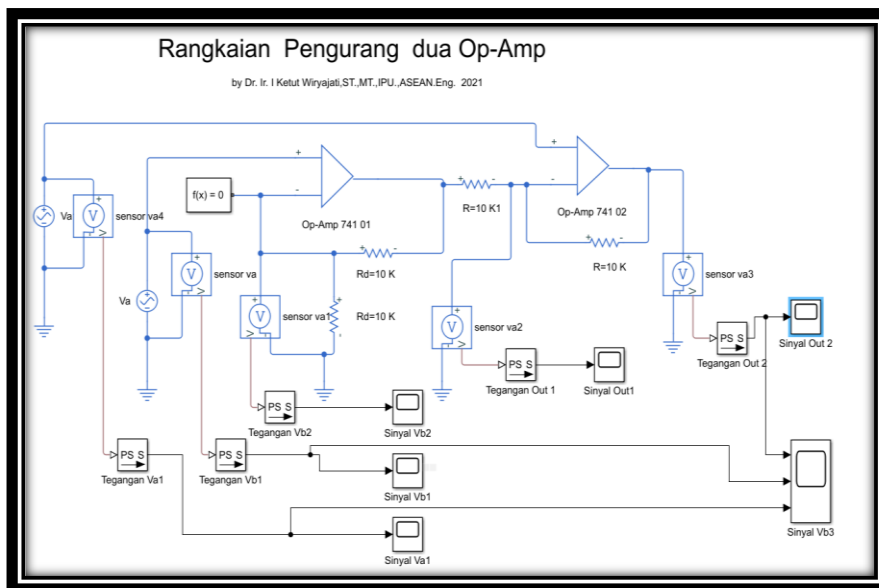 Rangkaian Pengurang dua Op-Amp
by Dr. Ir. I Ketut Wiryajati,ST.,MT.,IPU.,ASEAN.Eng. 2021
+
-
f(x) = 0
Op-Amp 741 01
+
-
R=10 K1
+
-
Op-Amp 741 02
+
-
R=10 K
Va
+
V
sensor va4
Va
+
V
sensor va
+
V
sensor va1
+
-
Rd=10 K
+
-
Rd=10 K
+
V
sensor va2
+
V
sensor va3
PS S
Tegangan Out 2
Sinyal Out 2
PS S
Tegangan Out 1
Sinyal Out1
PS S
Tegangan Vb2
Sinyal Vb2
PS S
Tegangan Va1
PS S
Tegangan Vb1
Sinyal Vb1
Sinyal Va1
Sinyal Vb3